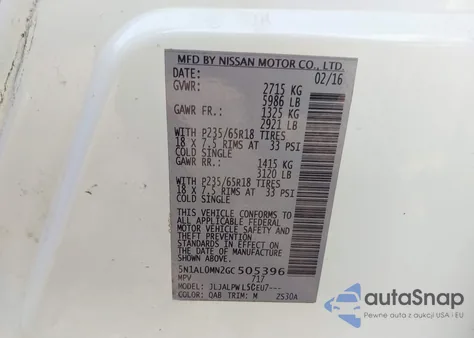 MFD BY NISSAN MOTOR CO., LTD.
DATE: 02/16
GVWR: 2715 KG
5986 LB
GAWR FR.: 1325 KG
2921 LB
WITH P235/65R18 TIRES
18 X 7.5 RIMS AT 33 PSI
COLD SINGLE
GAWR RR.: 1415 KG
3120 LB
WITH P235/65R18 TIRES
18 X 7.5 RIMS AT 33 PSI
COLD SINGLE
THIS VEHICLE CONFORMS TO
ALL APPLICABLE FEDERAL
MOTOR VEHICLE SAFETY AND
THEFT PREVENTION STANDARDS
IN EFFECT ON THE DATE OF
MANUFACTURE SHOWN ABOVE.
5N1AL0MN2GC505396
MPV 717
MODEL: JLJALPWL5CEU7---
COLOR: QAB TRIM: M 2530A
autoSnap
Pewne auta z USA